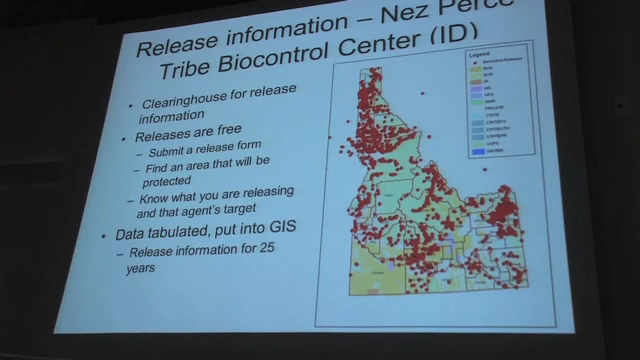 Release information – Nez Perce
Tribe Biocontrol Center (ID)
• Clearinghouse for release
information
• Releases are free
– Submit a release form
– Find an area that will be
protected
– Know what you are releasing
and that agent's target
• Data tabulated, put into GIS
– Release information for 25
years
Legend
PRIVATE